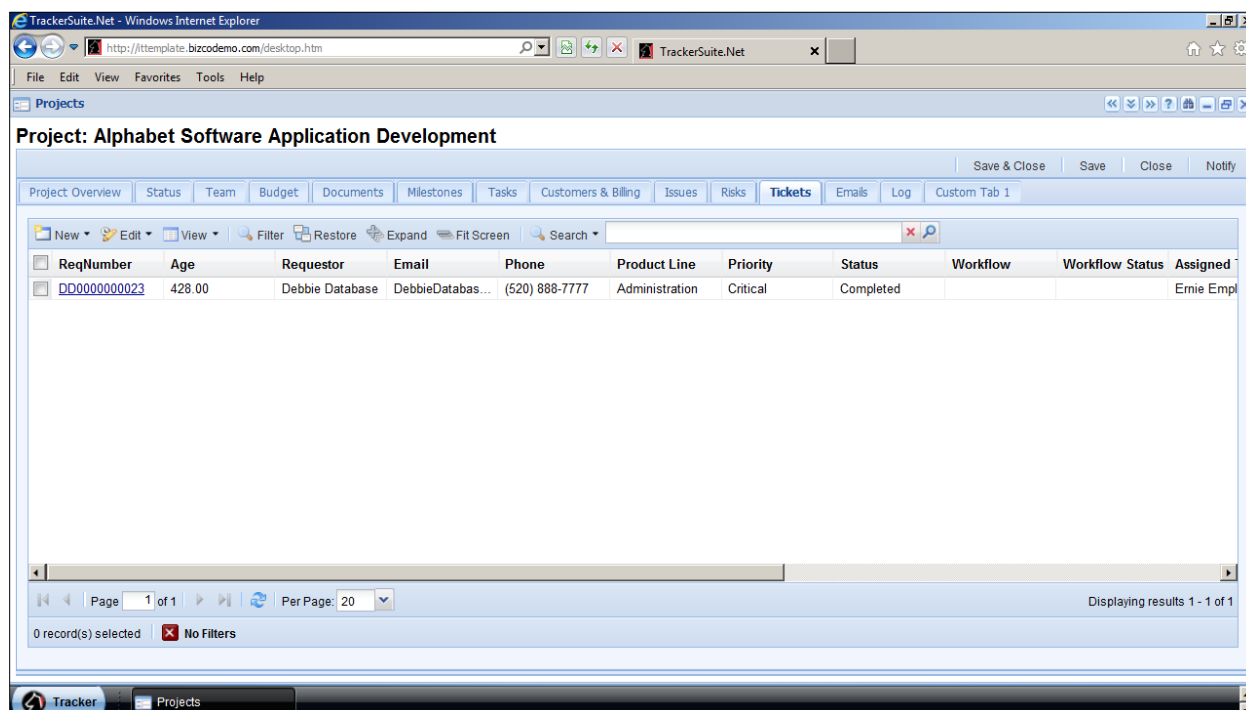 TrackerSuite.Net - Windows Internet Explorer
http://ittemplate.bizcodemo.com/desktop.htm TrackerSuite.Net
File Edit View Favorites Tools Help
Projects
Project: Alphabet Software Application Development
Save & Close Save Close Notify
Project Overview Status Team Budget Documents Milestones Tasks Customers & Billing Issues Risks Tickets Emails Log Custom Tab 1
New Edit View Filter Restore Expand Fit Screen Search
ReqNumber Age Requestor Email Phone Product Line Priority Status Workflow Workflow Status Assigned
DD0000000023 428.00 Debbie Database DebbieDatabas... (520) 888-7777 Administration Critical Completed Ernie Empl
Page 1 of 1 Per Page: 20 Displaying results 1 - 1 of 1
0 record(s) selected No Filters
Tracker Projects